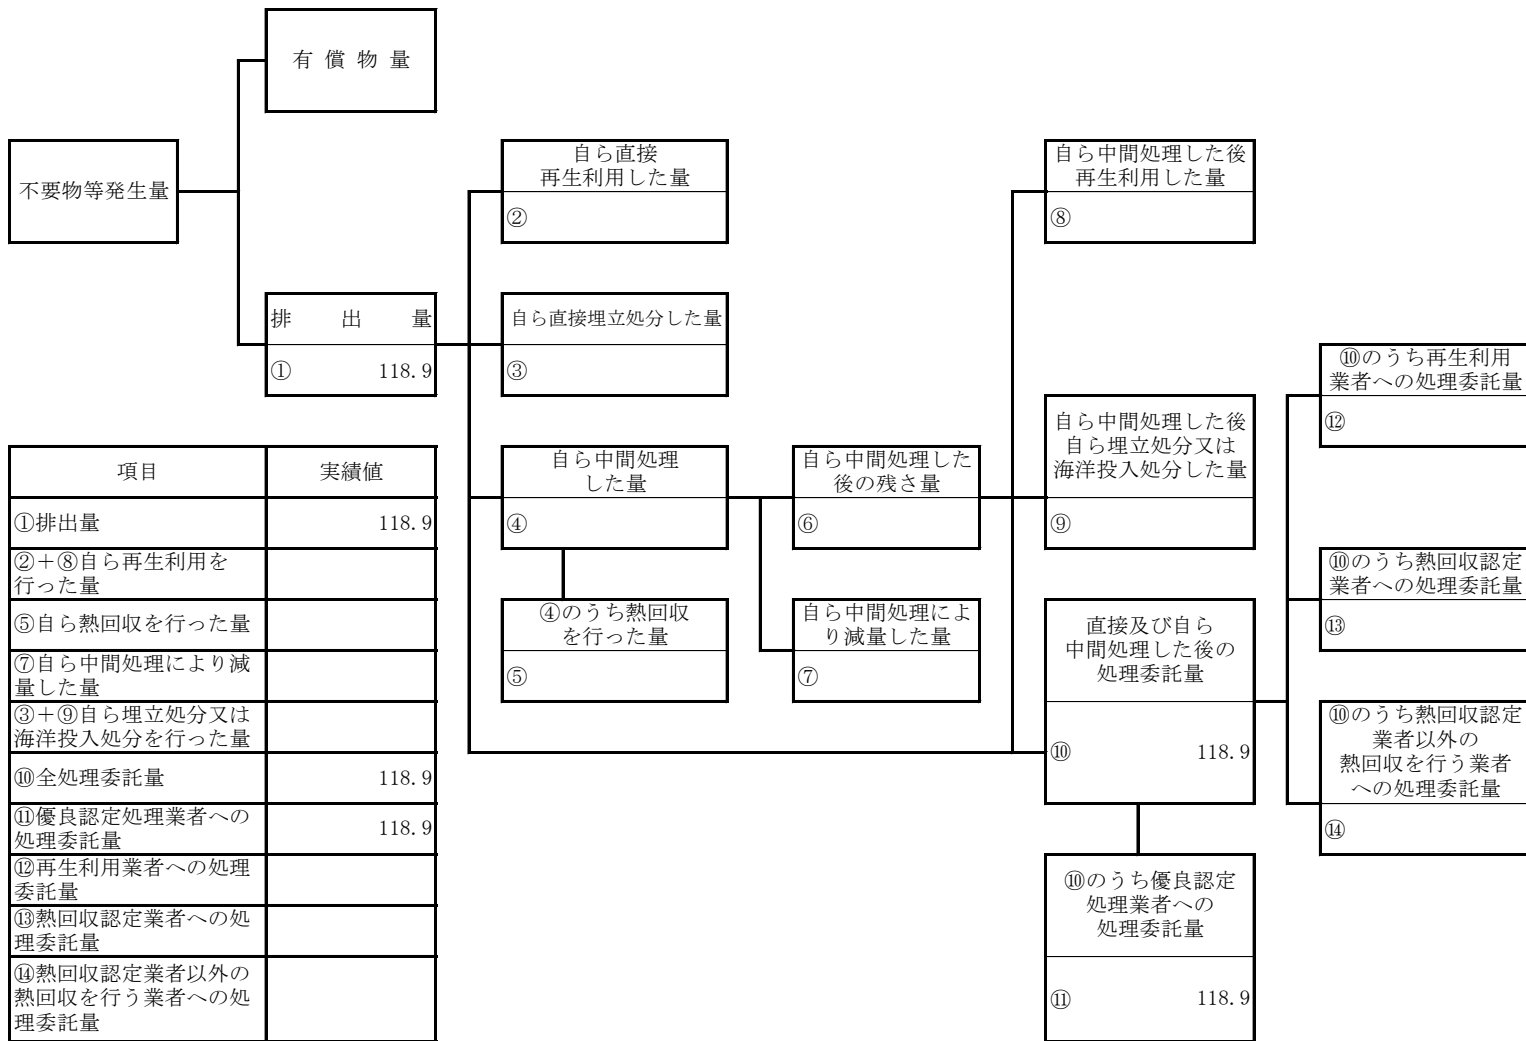 有償物量
不要物等発生量
排出量
① 118.9
自ら直接
再生利用した量
②
自ら直接埋立処分した量
③
自ら中間処理
した量
④
④のうち熱回収
を行った量
⑤
自ら中間処理した
後の残さ量
⑥
自ら中間処理によ
り減量した量
⑦
自ら中間処理した後
再生利用した量
⑧
自ら中間処理した後
自ら埋立処分又は
海洋投入処分した量
⑨
直接及び自ら
中間処理した後の
処理委託量
⑩ 118.9
⑩のうち優良認定
処理業者への
処理委託量
⑪ 118.9
⑩のうち再生利用
業者への処理委託量
⑫
⑩のうち熱回収認定
業者への処理委託量
⑬
⑩のうち熱回収認定
業者以外の
熱回収を行う業者
への処理委託量
⑭
項目 実績値
①排出量 118.9
②+⑧自ら再生利用を
行った量
⑤自ら熱回収を行った量
⑦自ら中間処理により減
量した量
③+⑨自ら埋立処分又は
海洋投入処分を行った量
⑩全処理委託量 118.9
⑪優良認定処理業者への
処理委託量 118.9
⑫再生利用業者への処理
委託量
⑬熱回収認定業者への処
理委託量
⑭熱回収認定業者以外の
熱回収を行う業者への処
理委託量